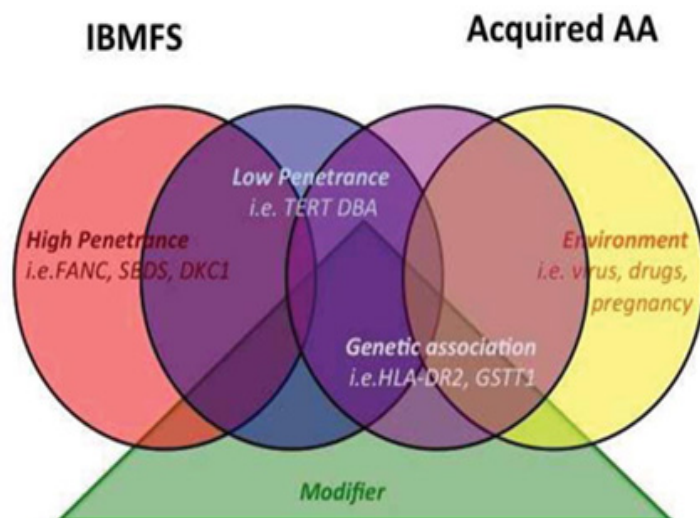 IBMFS
Acquired AA
Low Penetrance
i.e. TERT DBA
High Penetrance
i.e.FANC, SBDS, DKC1
Environment
i.e. virus, drugs,
pregnancy
Genetic association
i.e.HLA-DR2, GSTT1
Modifier